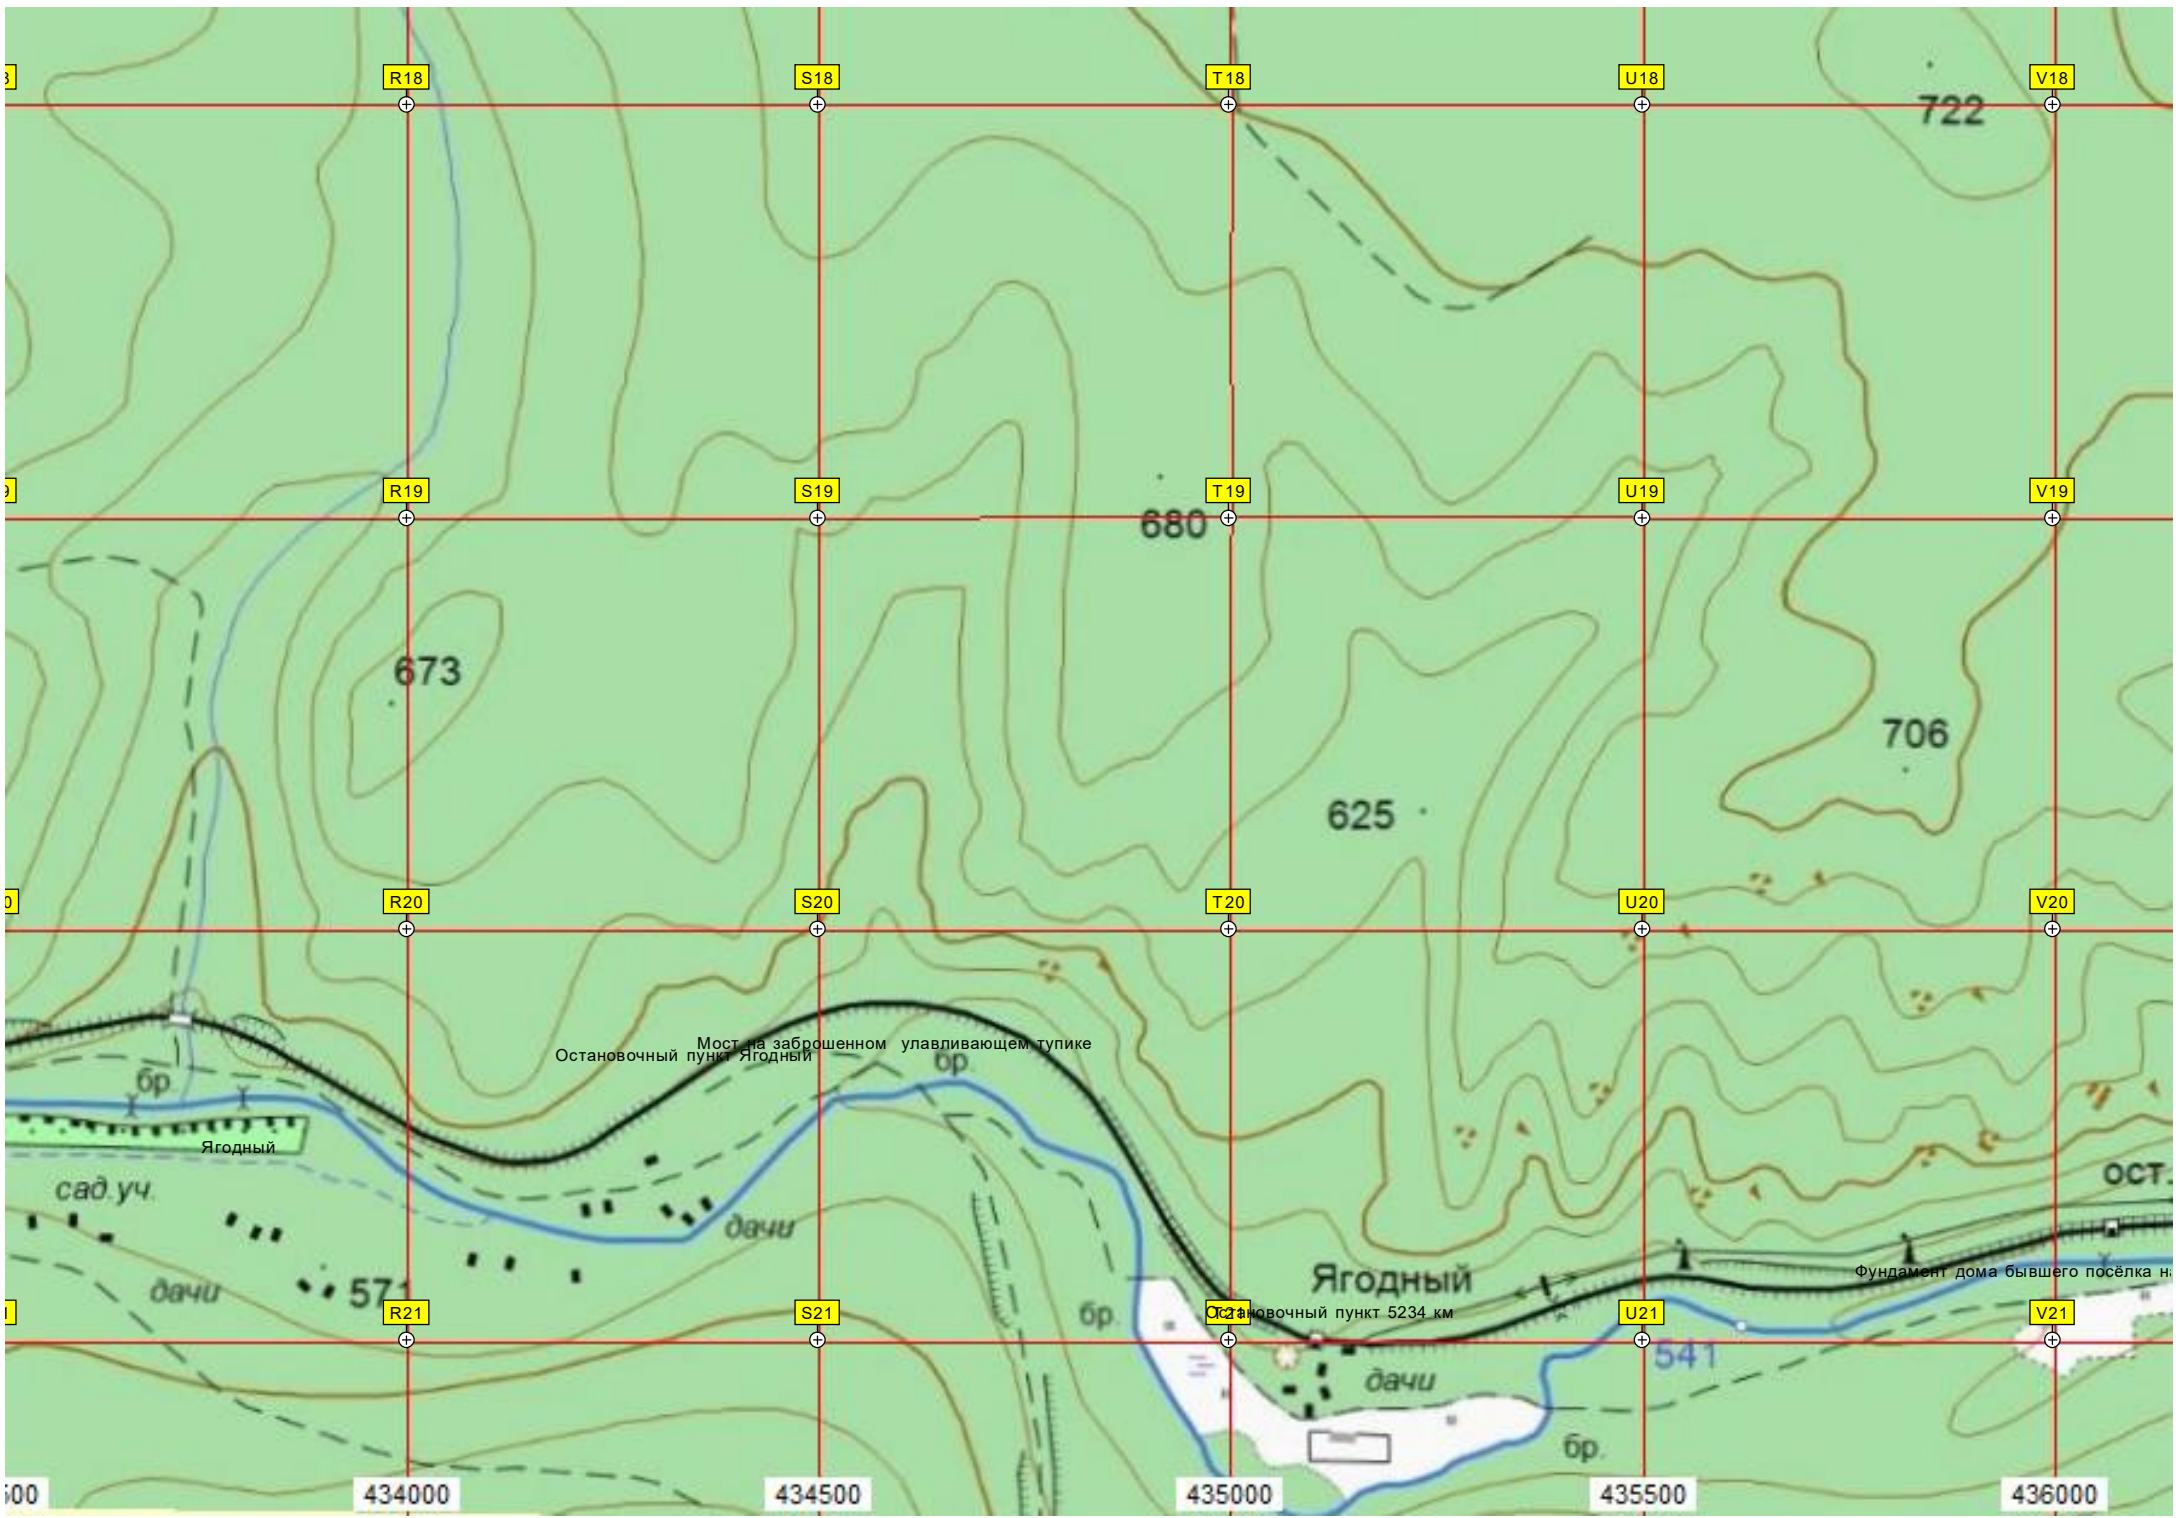 R18
S18
T18
U18
V18
722
R19
S19
T19
U19
V19
680
673
706
625
R20
S20
T20
U20
V20
Мост на заброшенном улавливающем тупике
Остановочный пункт Ягодный
бр.
бр.
Ягодный
сад.уч.
ост.
дачи
дачи
571
Ягодный
Фундамент дома бывшего посёлка
бр.
R21
S21
T21
Остановочный пункт 5234 км
U21
V21
541
дачи
бр.
434000
434500
435000
435500
436000